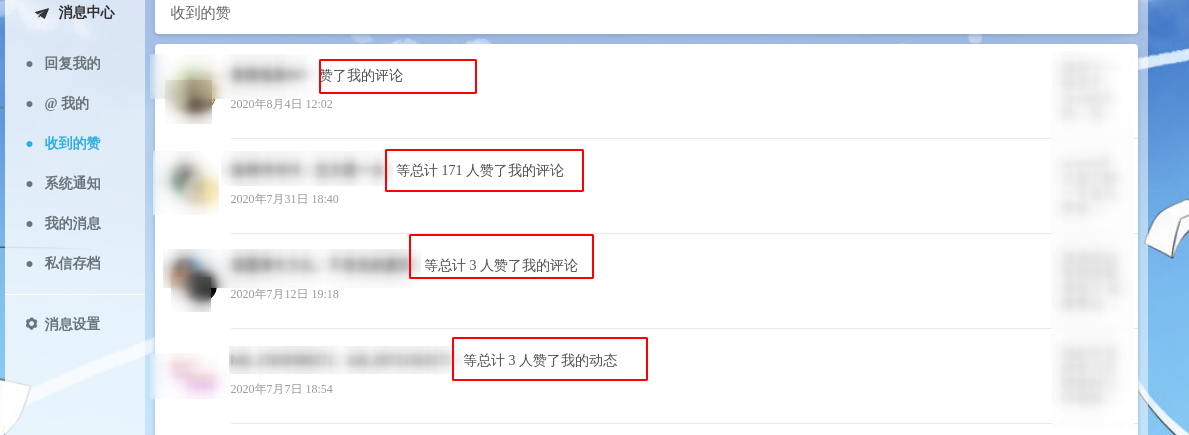 消息中心
回复我的
@ 我的
收到的赞
系统通知
我的消息
私信存档
消息设置
收到的赞
赞了我的评论
2020年8月4日 12:02
等总计 171 人赞了我的评论
2020年7月31日 18:40
等总计 3 人赞了我的评论
2020年7月12日 19:18
等总计 3 人赞了我的动态
2020年7月7日 18:54